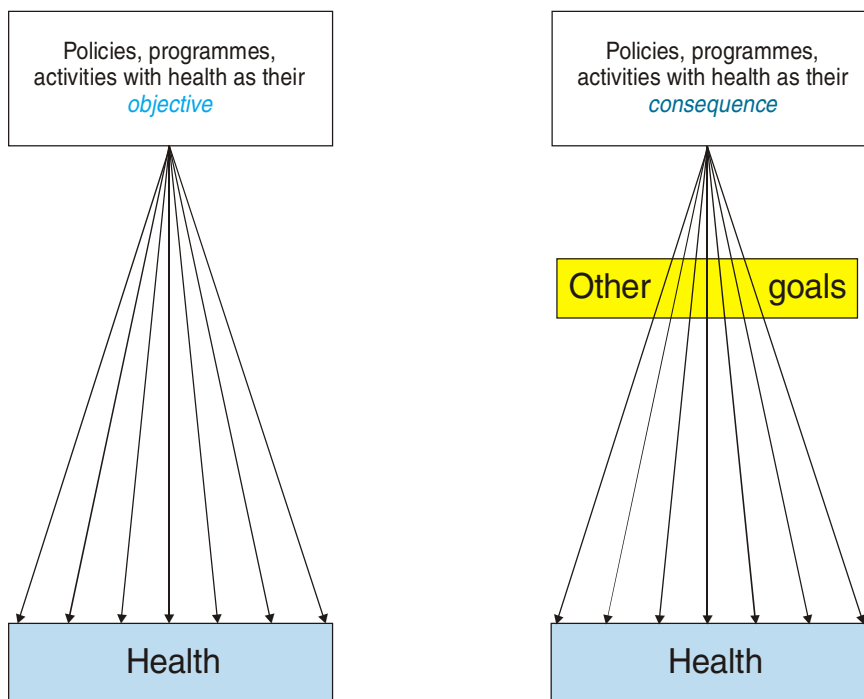 Policies, programmes,
activities with health as their
objective
Policies, programmes,
activities with health as their
consequence
Other goals
Health
Health